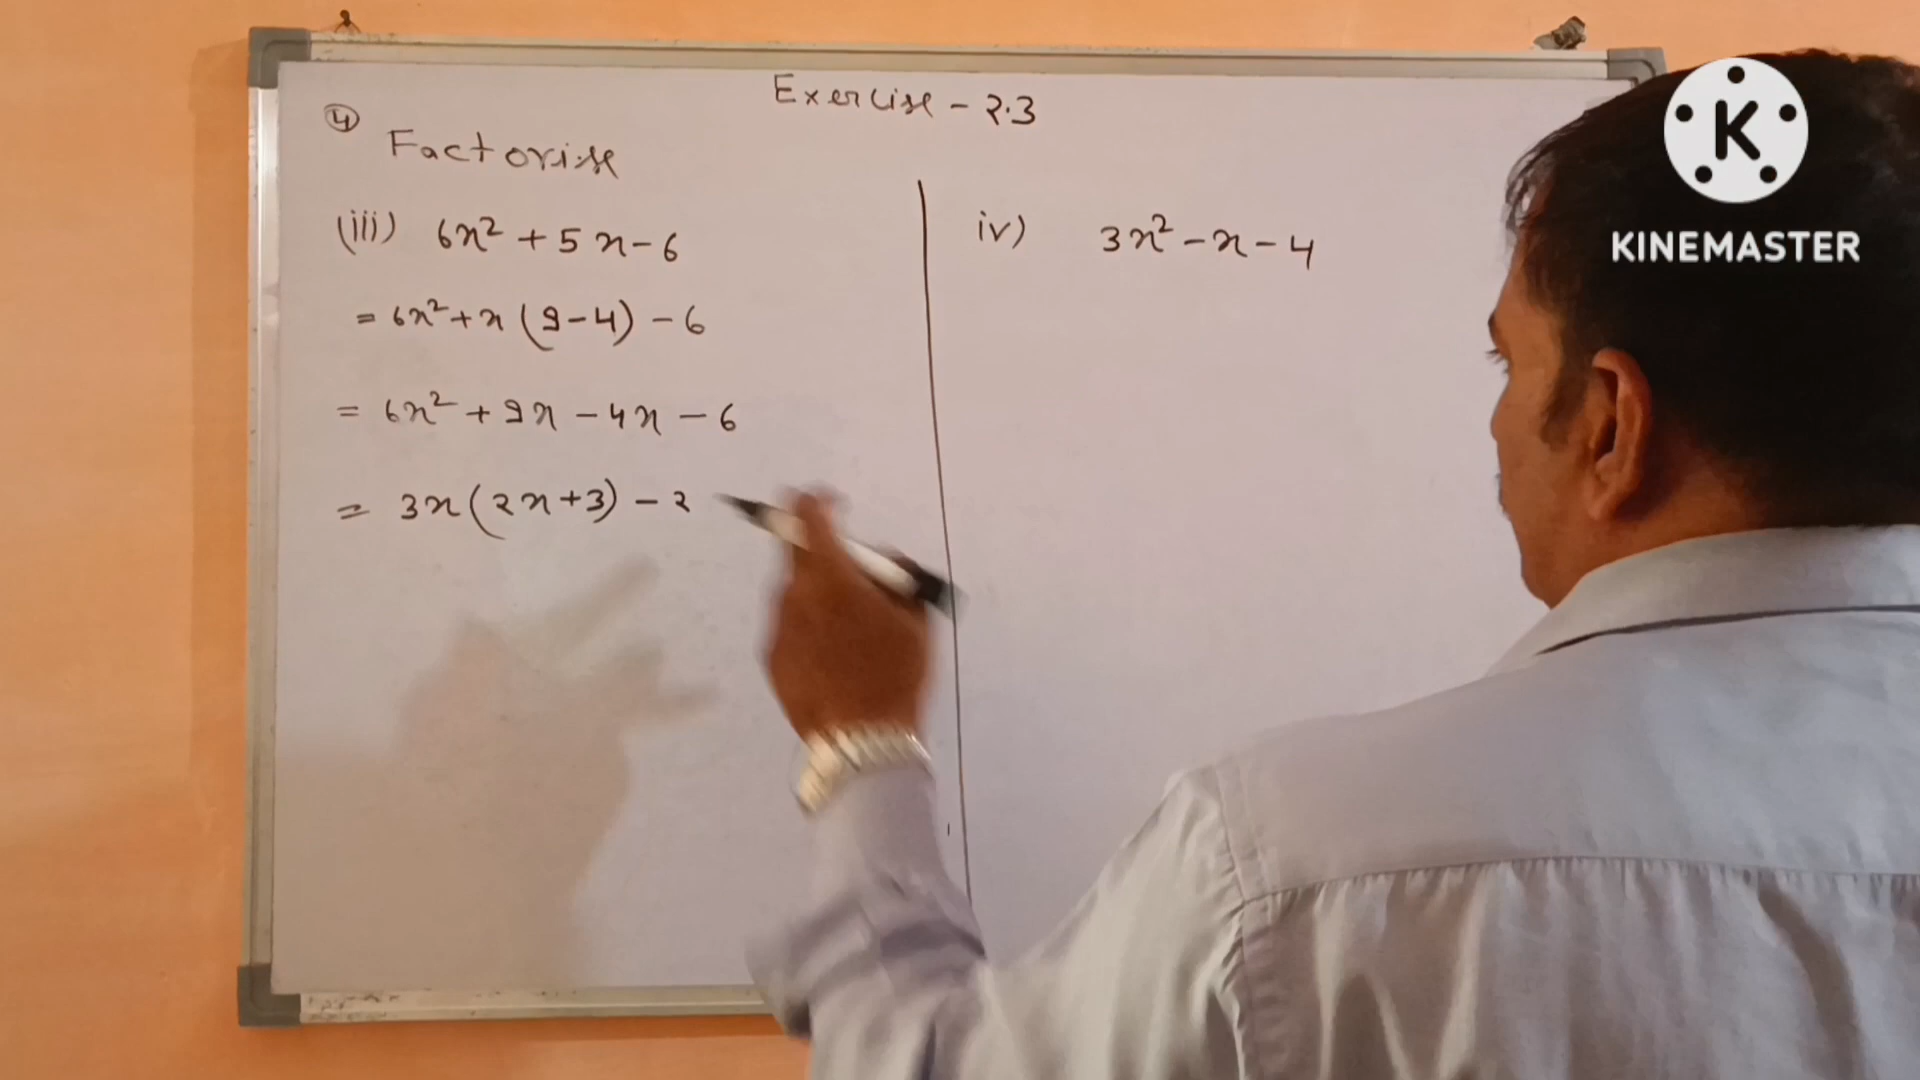 Exercise - 2.3
④
Factorise
(iii) 6x² + 5x - 6
= 6x² + x (9 - 4) - 6
= 6x² + 9x - 4x - 6
= 3x (2x + 3) - 2
iv) 3x² - x - 4
K
KINEMASTER